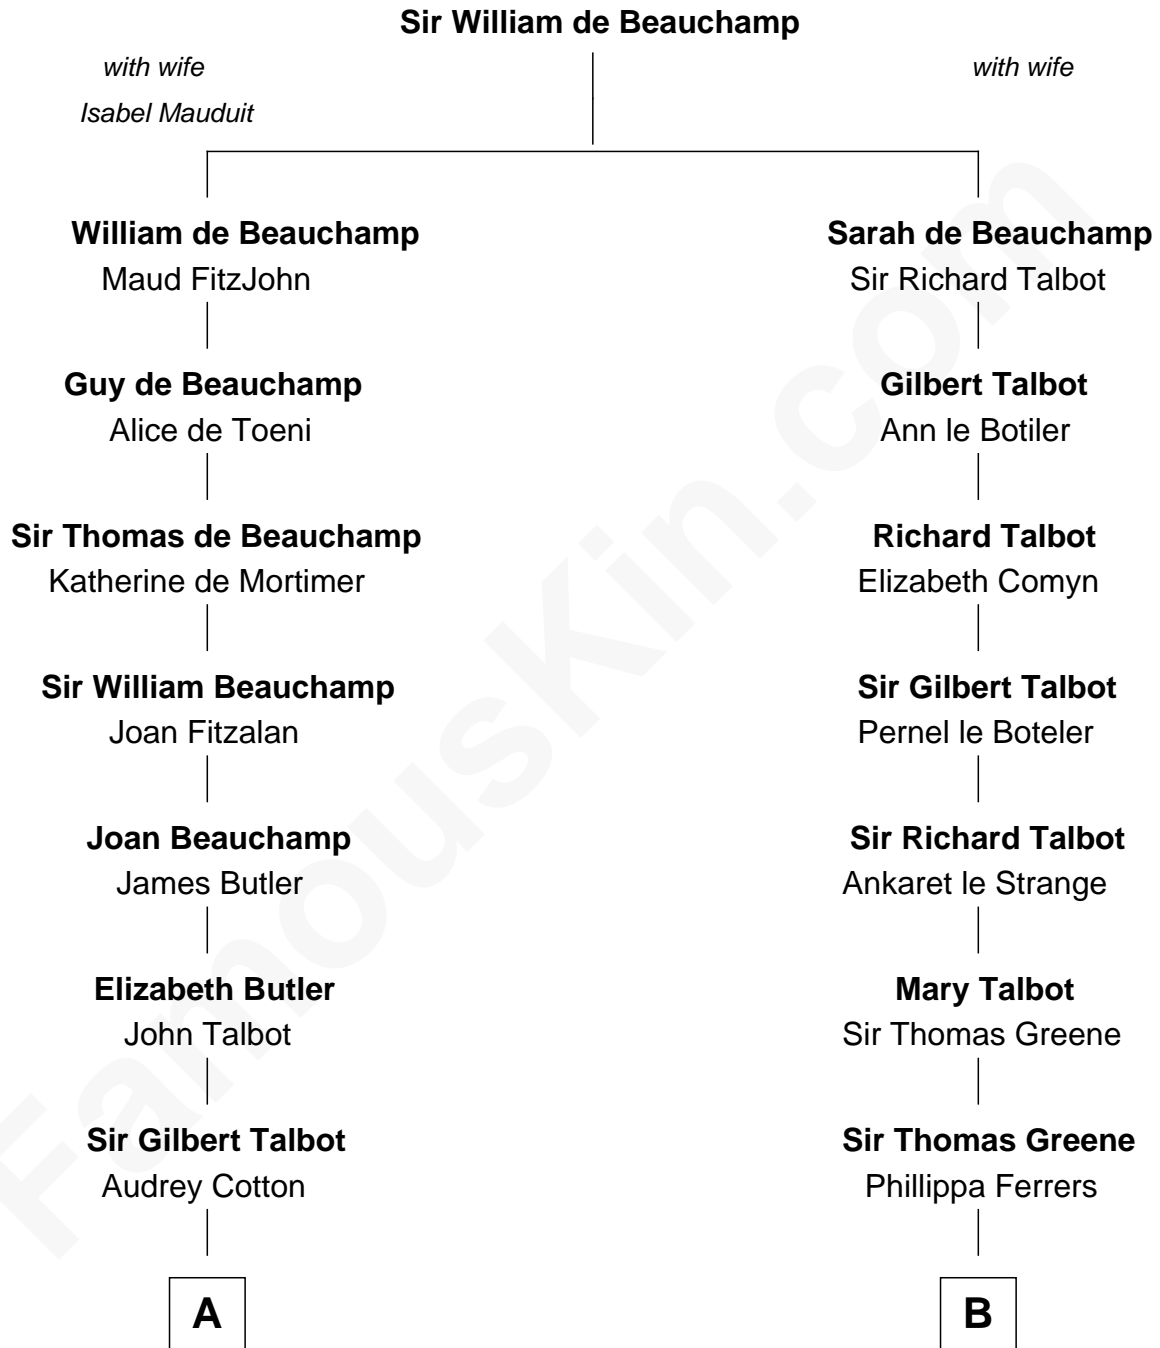 Sir William de Beauchamp
with wife
with wife
Isabel Mauduit
William de Beauchamp
Sarah de Beauchamp
Maud FitzJohn
Sir Richard Talbot
Guy de Beauchamp
Gilbert Talbot
Alice de Toeni
Ann le Botiler
Sir Thomas de Beauchamp
Richard Talbot
Katherine de Mortimer
Elizabeth Comyn
Sir William Beauchamp
Sir Gilbert Talbot
Joan Fitzalan
Pernel le Boteler
Joan Beauchamp
Sir Richard Talbot
James Butler
Ankaret le Strange
Elizabeth Butler
Mary Talbot
John Talbot
Sir Thomas Greene
Sir Gilbert Talbot
Sir Thomas Greene
Audrey Cotton
Phillippa Ferrers
A
B
FamousKin.com